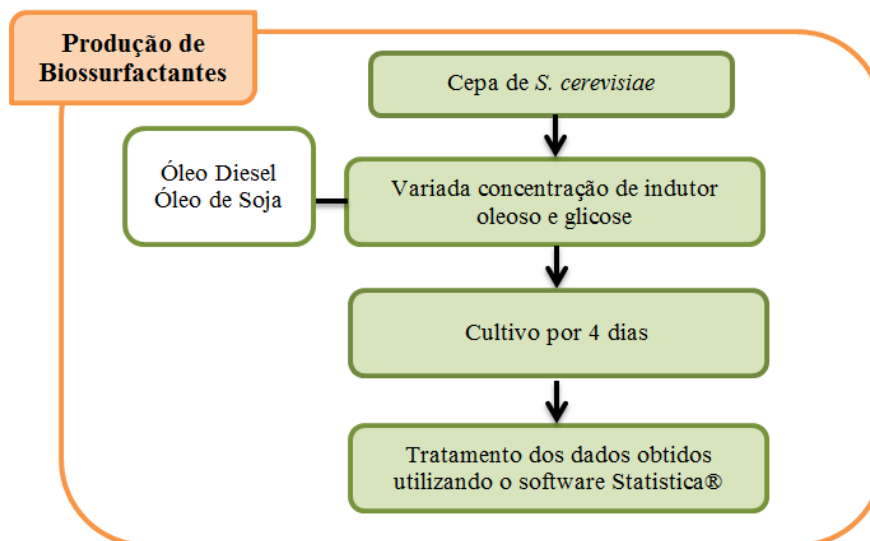 Produção de
Biossurfactantes
Cepa de S. cerevisiae
Óleo Diesel
Óleo de Soja
Variada concentração de indutor
oleoso e glicose
Cultivo por 4 dias
Tratamento dos dados obtidos
utilizando o software Statistica®